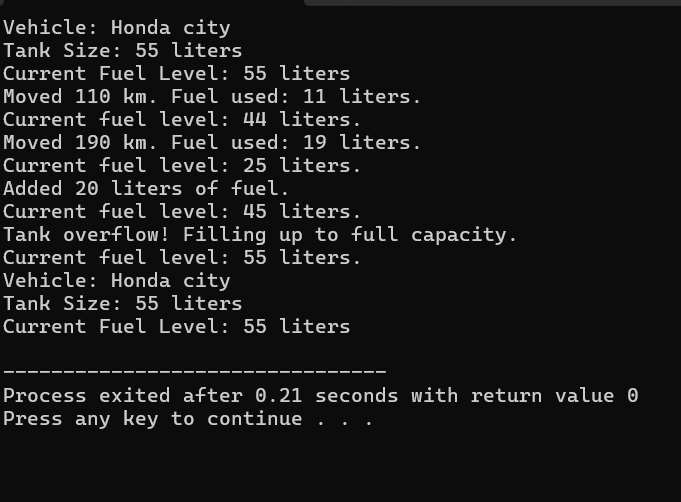 Vehicle: Honda city
Tank Size: 55 liters
Current Fuel Level: 55 liters
Moved 110 km. Fuel used: 11 liters.
Current fuel level: 44 liters.
Moved 190 km. Fuel used: 19 liters.
Current fuel level: 25 liters.
Added 20 liters of fuel.
Current fuel level: 45 liters.
Tank overflow! Filling up to full capacity.
Current fuel level: 55 liters.
Vehicle: Honda city
Tank Size: 55 liters
Current Fuel Level: 55 liters
--------------------------------
Process exited after 0.21 seconds with return value 0
Press any key to continue . . .